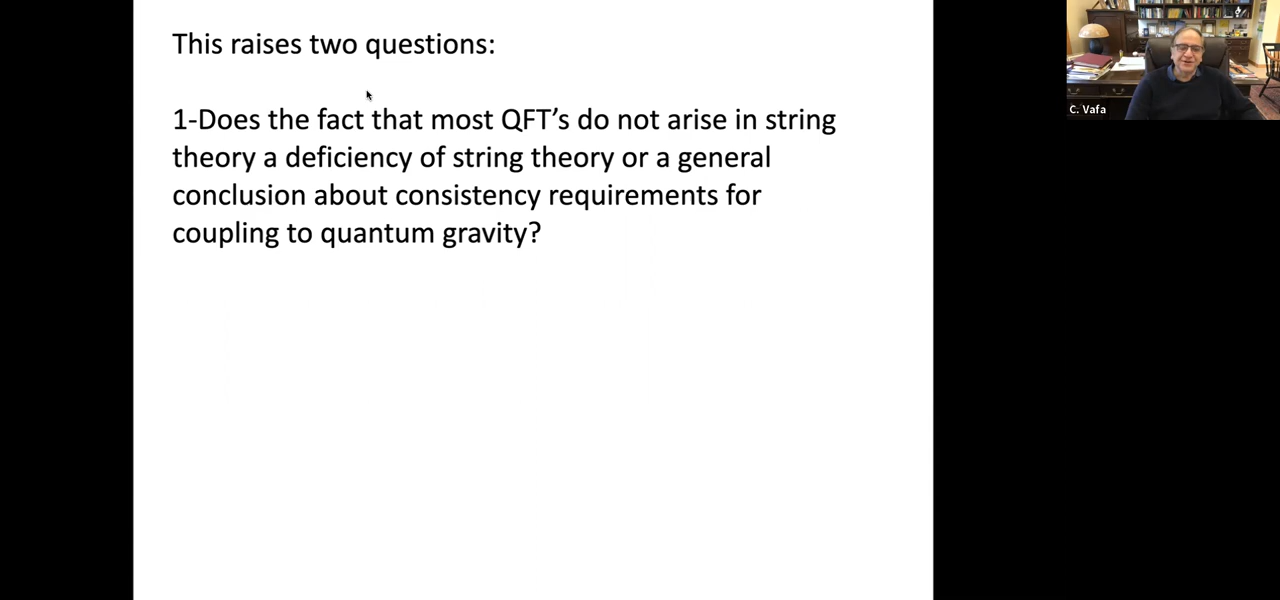 This raises two questions:
1-Does the fact that most QFT’s do not arise in string
theory a deficiency of string theory or a general
conclusion about consistency requirements for
coupling to quantum gravity?
C. Vafa